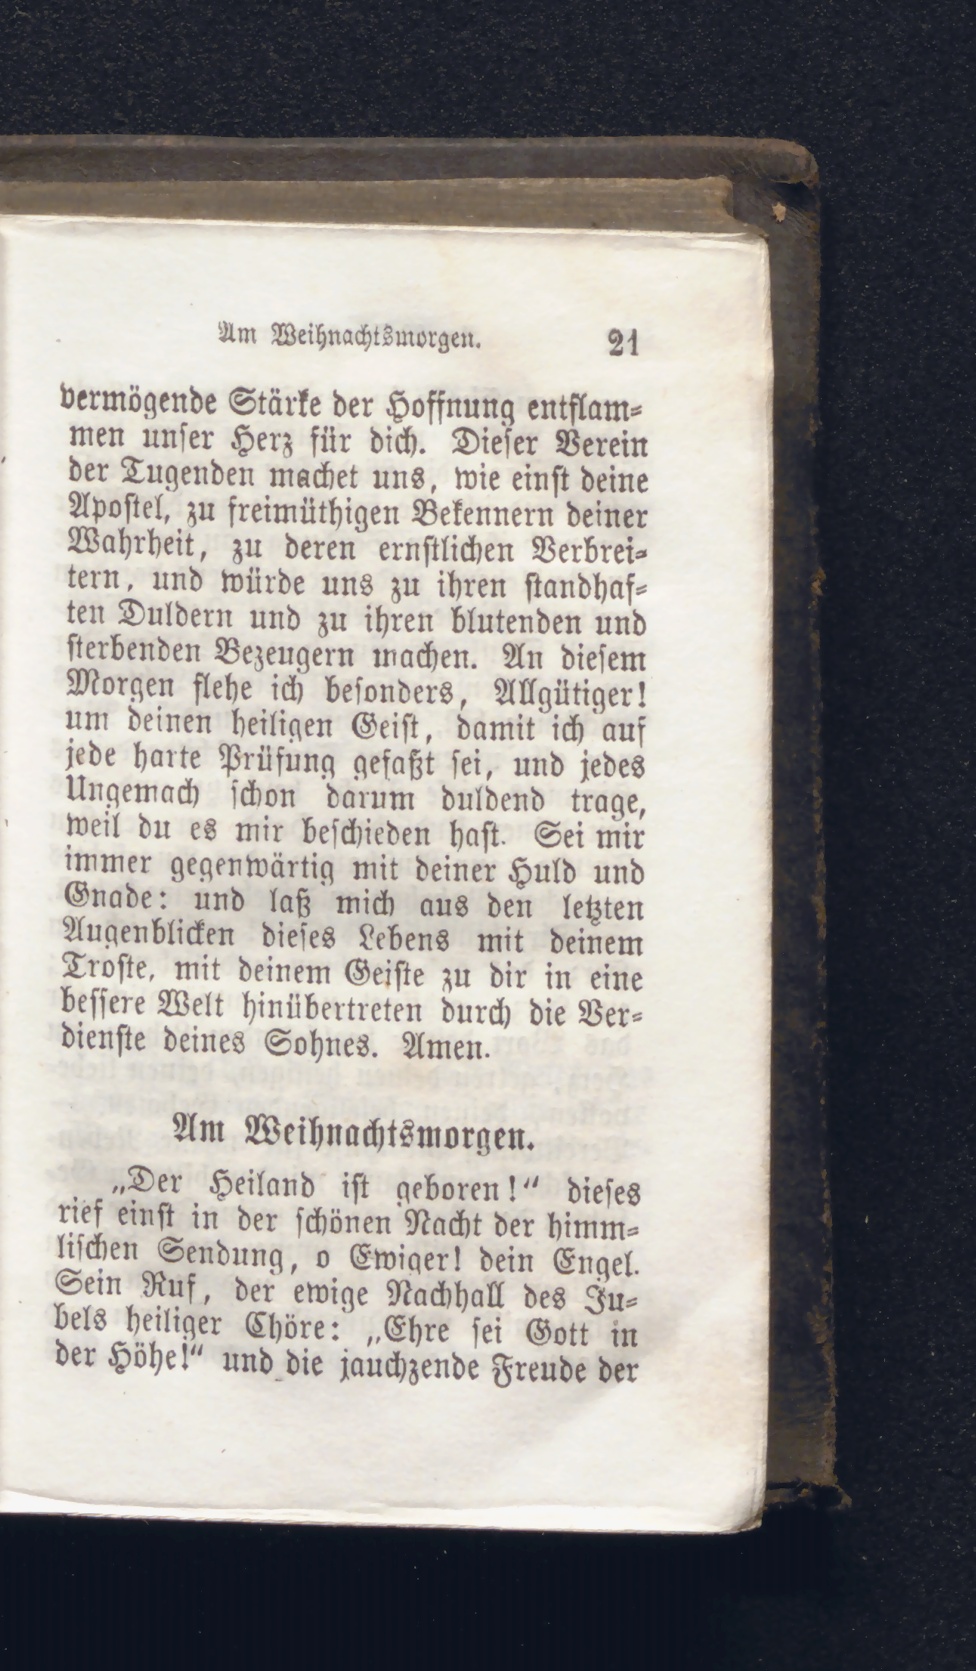 Am Weihnachtsmorgen. 21
vermögende Stärke der Hoffnung entflam-
men unser Herz für dich. Dieser Verein
der Tugenden machet uns, wie einst deine
Apostel, zu freimüthigen Bekennern deiner
Wahrheit, zu deren ernstlichen Verbrei-
tern, und würde uns zu ihren standhaf-
ten Duldern und zu ihren blutenden und
sterbenden Bezeugern machen. An diesem
Morgen flehe ich besonders, Allgütiger!
um deinen heiligen Geist, damit ich auf
jede harte Prüfung gefaßt sei, und jedes
Ungemach schon darum duldend trage,
weil du es mir beschieden hast. Sei mir
immer gegenwärtig mit deiner Huld und
Gnade: und laß mich aus den letzten
Augenblicken dieses Lebens mit deinem
Troste, mit deinem Geiste zu dir in eine
bessere Welt hinübertreten durch die Ver-
dienste deines Sohnes. Amen.
Am Weihnachtsmorgen.
„Der Heiland ist geboren!“ dieses
rief einst in der schönen Nacht der himm-
lischen Sendung, o Ewiger! dein Engel.
Sein Ruf, der ewige Nachhall des Ju-
bels heiliger Chöre: „Ehre sei Gott in
der Höhe!“ und die jauchzende Freude der